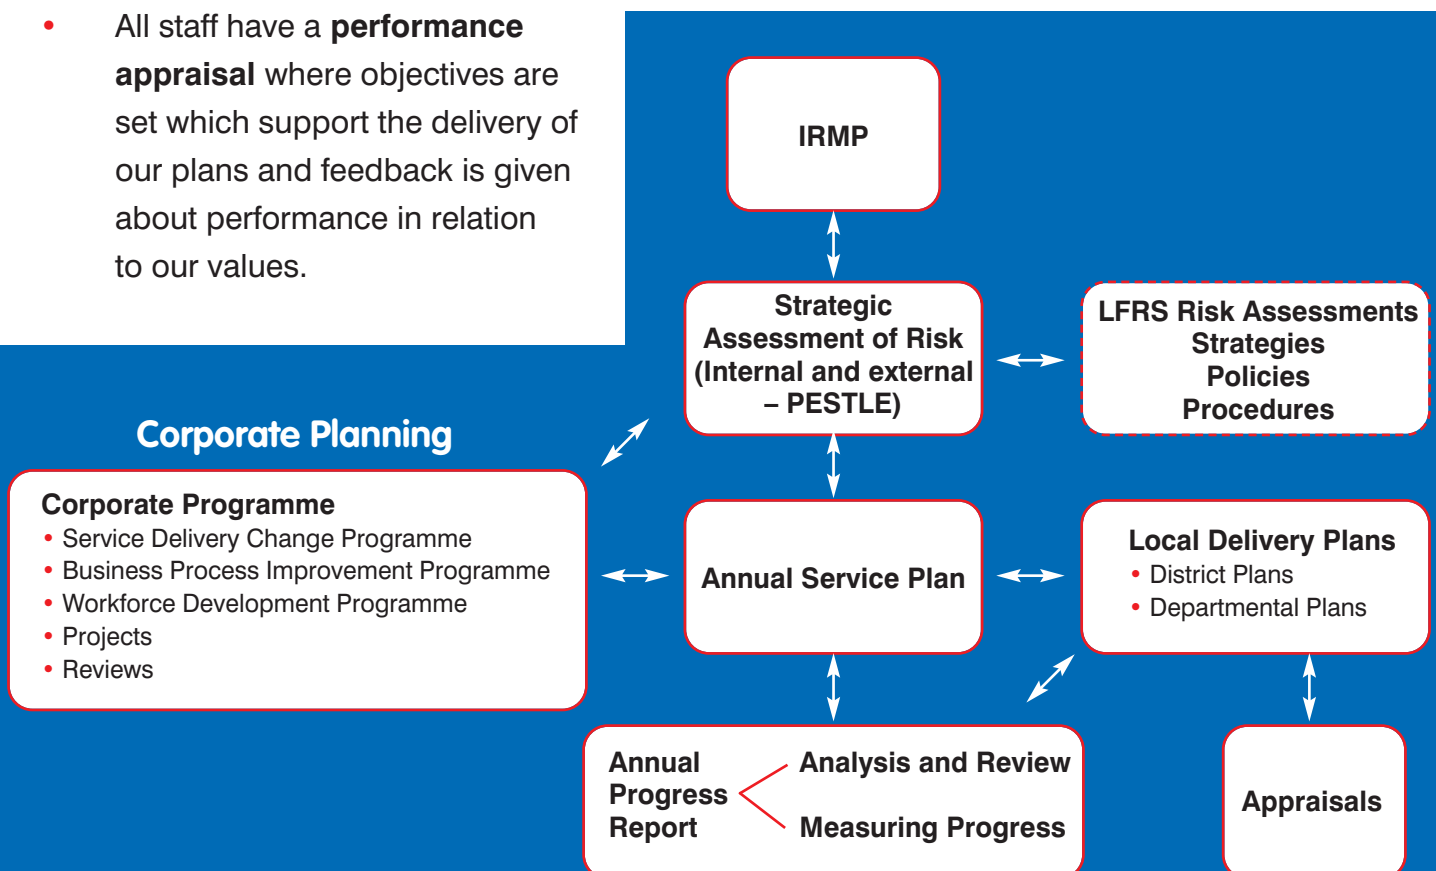 • All staff have a performance
appraisal where objectives are
set which support the delivery of
our plans and feedback is given
about performance in relation
to our values.
IRMP
Strategic
Assessment of Risk
(Internal and external
– PESTLE)
LFRS Risk Assessments
Strategies
Policies
Procedures
Corporate Planning
Corporate Programme
• Service Delivery Change Programme
• Business Process Improvement Programme
• Workforce Development Programme
• Projects
• Reviews
Annual Service Plan
Local Delivery Plans
• District Plans
• Departmental Plans
Annual
Progress
Report
Analysis and Review
Measuring Progress
Appraisals